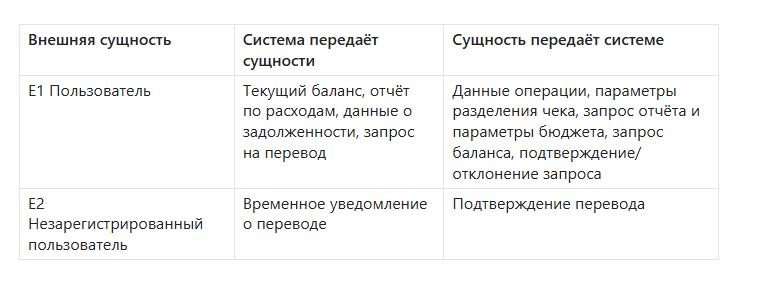 Внешняя сущность
Система передаёт
сущности
Сущность передаёт системе
E1 Пользователь
Текущий баланс, отчёт
по расходам, данные о
задолженности, запрос
на перевод
Данные операции, параметры
разделения чека, запрос отчёта и
параметры бюджета, запрос
баланса, подтверждение/
отклонение запроса
E2
Незарегистрированный
пользователь
Временное уведомление
о переводе
Подтверждение перевода